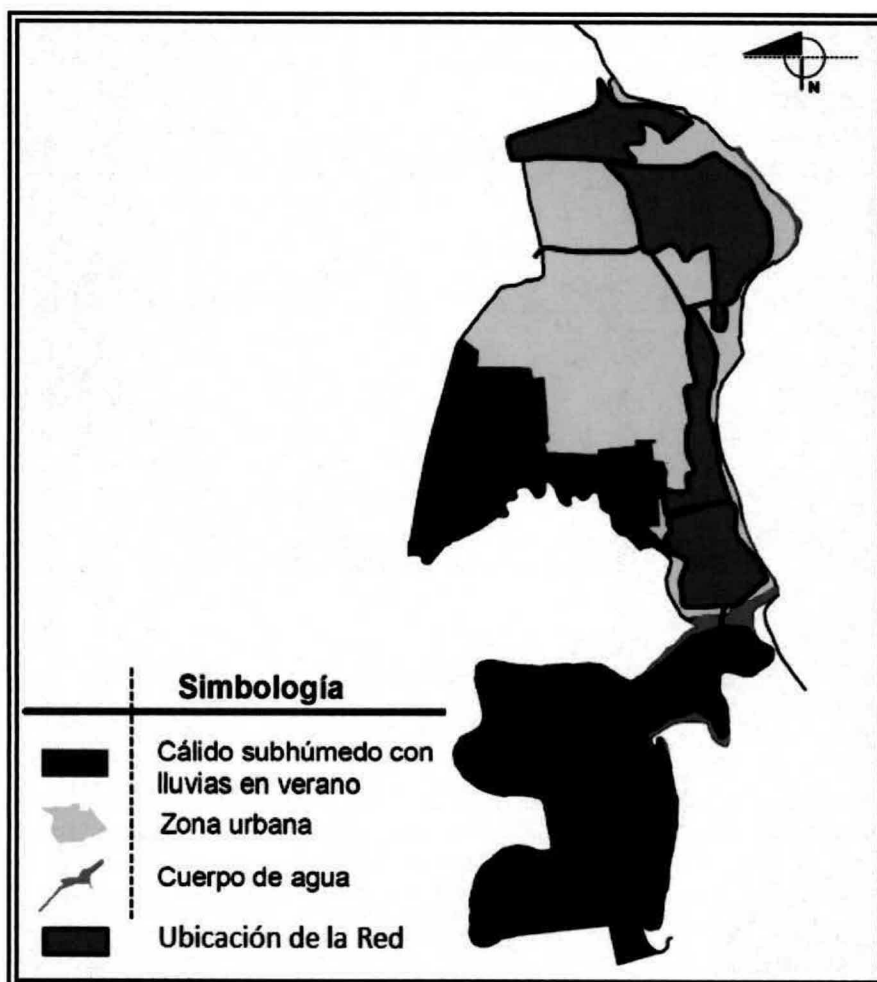 N
Simbología
Cálido subhúmedo con
lluvias en verano
Zona urbana
Cuerpo de agua
Ubicación de la Red